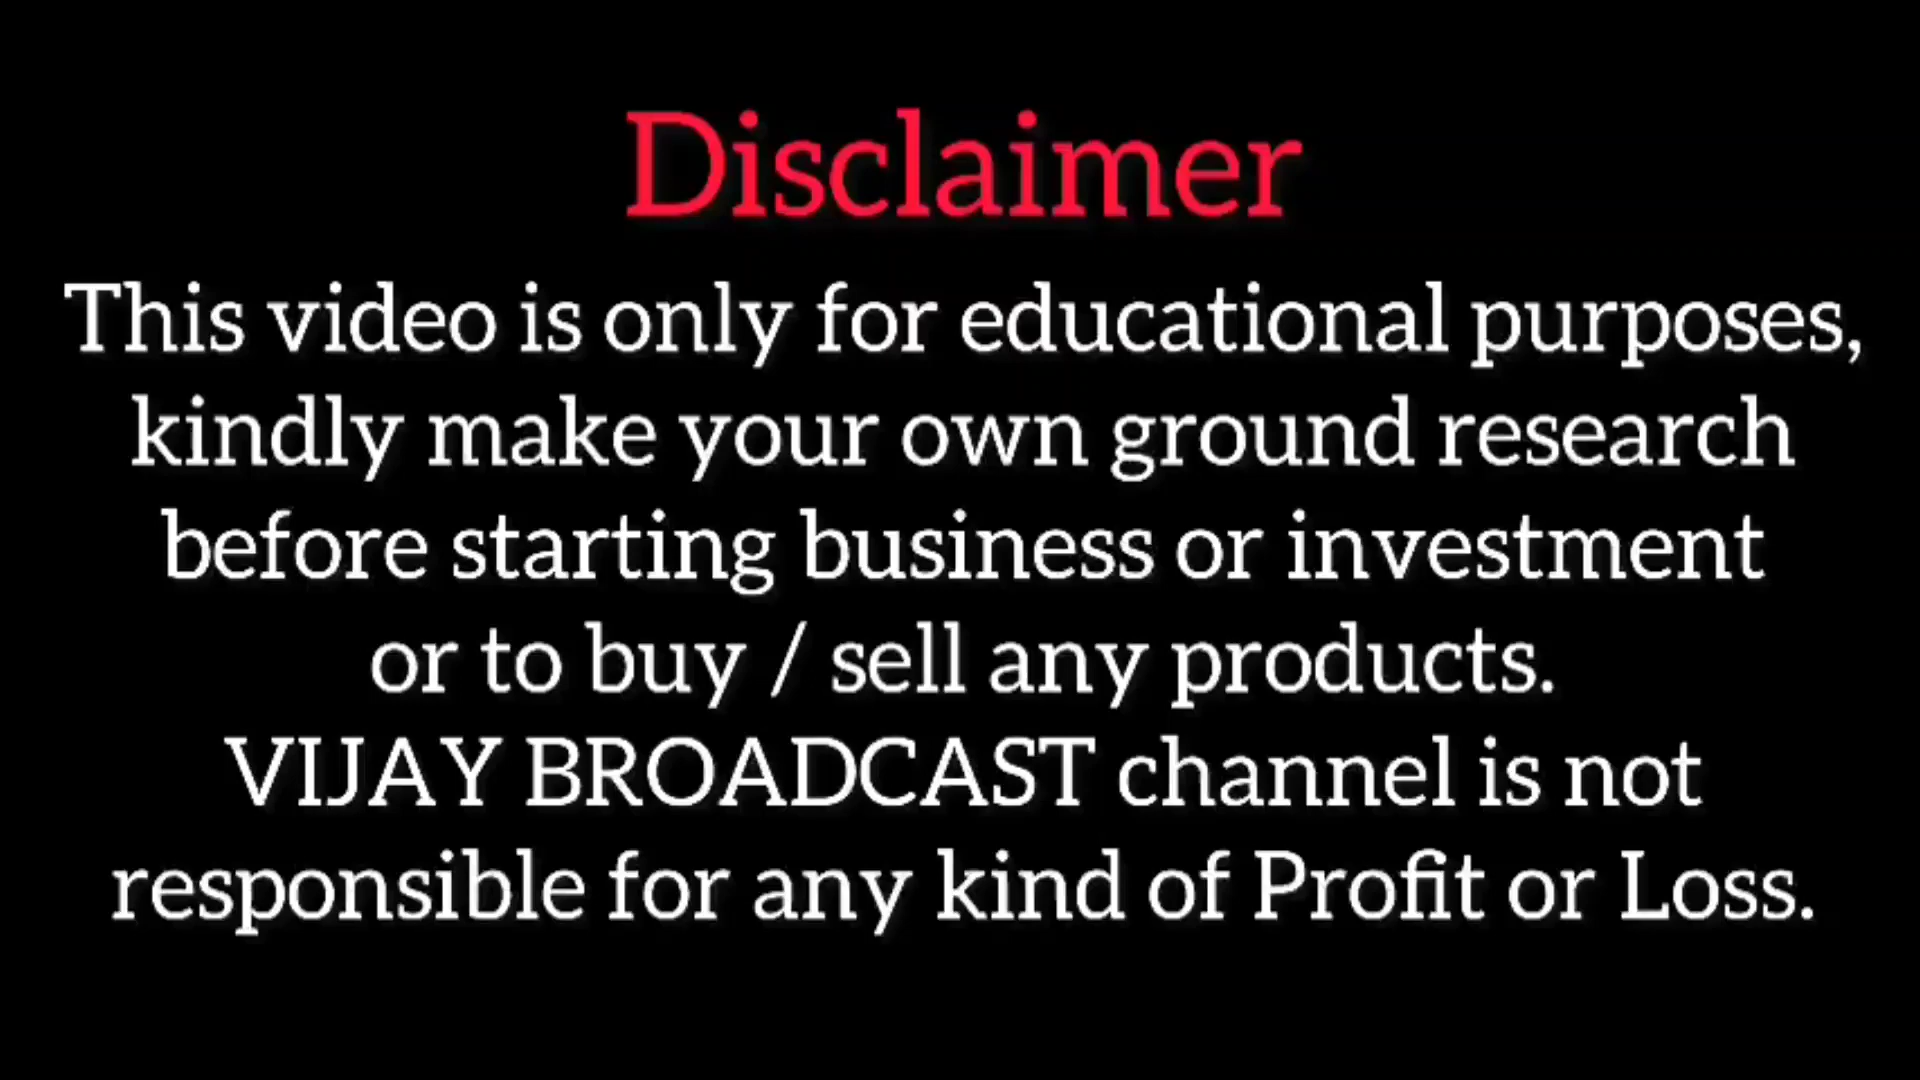 Disclaimer
This video is only for educational purposes,
kindly make your own ground research
before starting business or investment
or to buy / sell any products.
VIJAY BROADCAST channel is not
responsible for any kind of Profit or Loss.